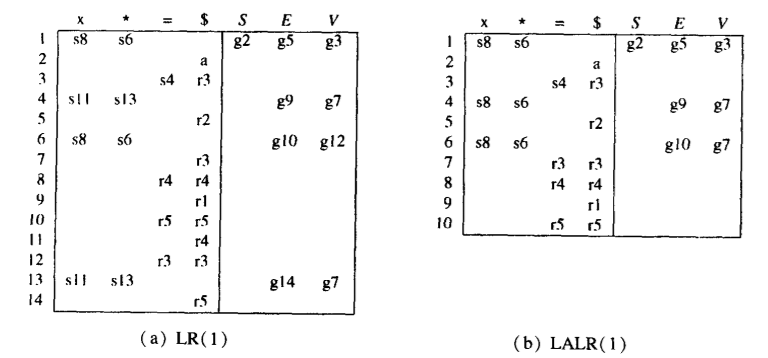 x * = $ S E V
1 s8 s6 g2 g5 g3
2 a
3 s4 r3
4 s11 s13 g9 g7
5 r2
6 s8 s6 g10 g12
7 r3
8 r4 r4
9 r1
10 r5 r5
11 r4
12 r3 r3
13 s11 s13 g14 g7
14 r5
(a) LR(1)
x * = $ S E V
1 s8 s6 g2 g5 g3
2 a
3 s4 r3
4 s8 s6 g9 g7
5 r2
6 s8 s6 g10 g7
7 r3 r3
8 r4 r4
9 r1
10 r5 r5
(b) LALR(1)